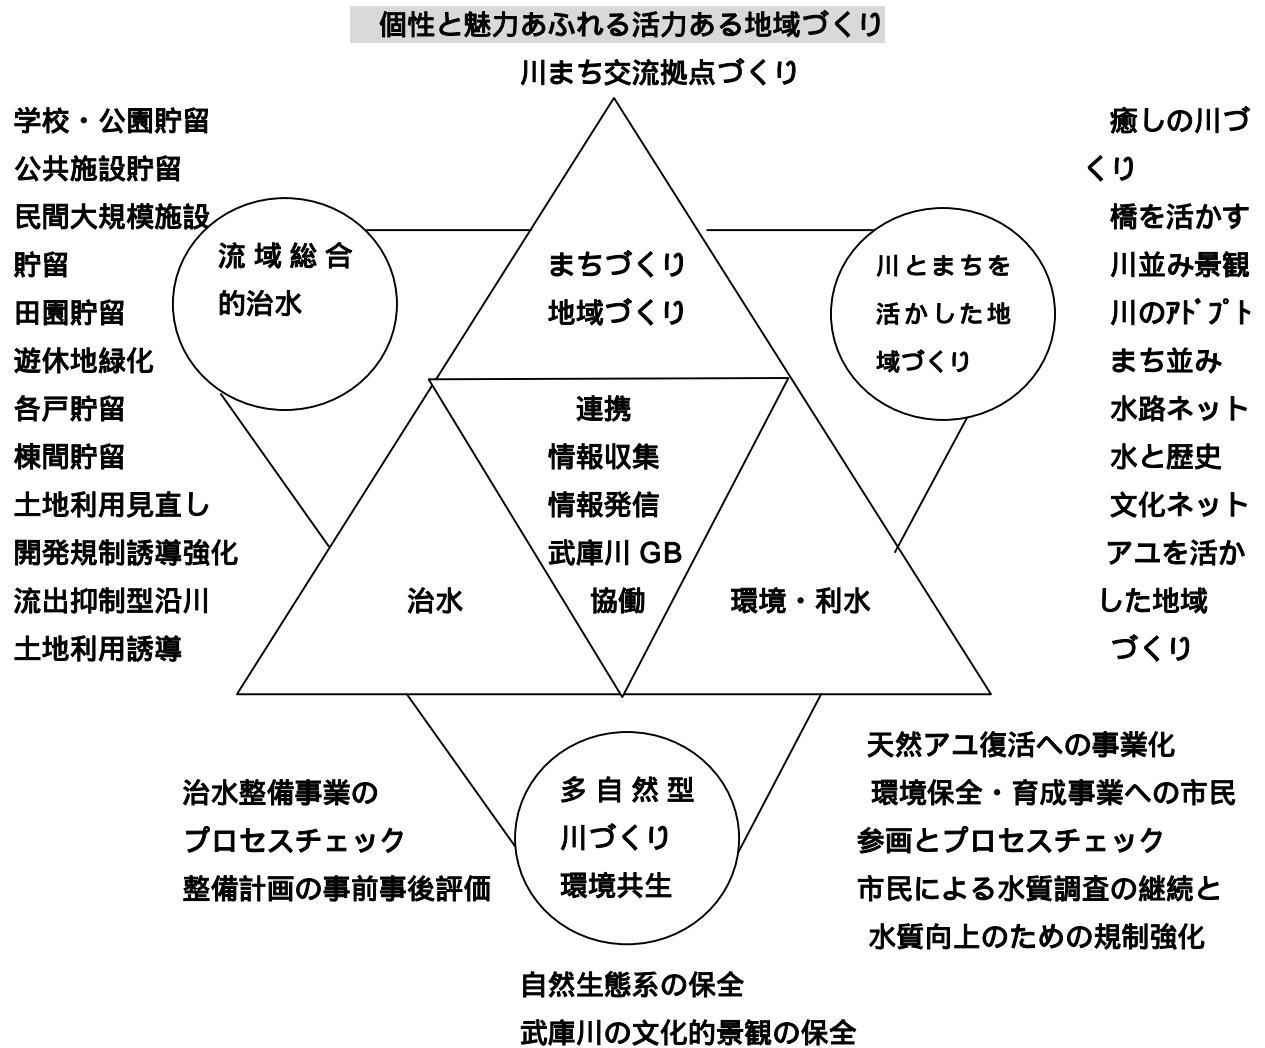 個性と魅力あふれる活力ある地域づくり
川まち交流拠点づくり
学校・公園貯留
公共施設貯留
民間大規模施設
貯留
田園貯留
遊休地緑化
各戸貯留
棟間貯留
土地利用見直し
開発規制誘導強化
流出抑制型沿川
土地利用誘導
流域総合
的治水
まちづくり
地域づくり
川とまちを
活かした地
域づくり
癒しの川づ
くり
橋を活かす
川並み景観
川のｱﾄﾞﾌﾟﾄ
まち並み
水路ネット
水と歴史
文化ネット
アユを活か
した地域
づくり
連携
情報収集
情報発信
武庫川 GB
協働
治水
環境・利水
治水整備事業の
プロセスチェック
整備計画の事前事後評価
多自然型
川づくり
環境共生
天然アユ復活への事業化
環境保全・育成事業への市民
参画とプロセスチェック
市民による水質調査の継続と
水質向上のための規制強化
自然生態系の保全
武庫川の文化的景観の保全